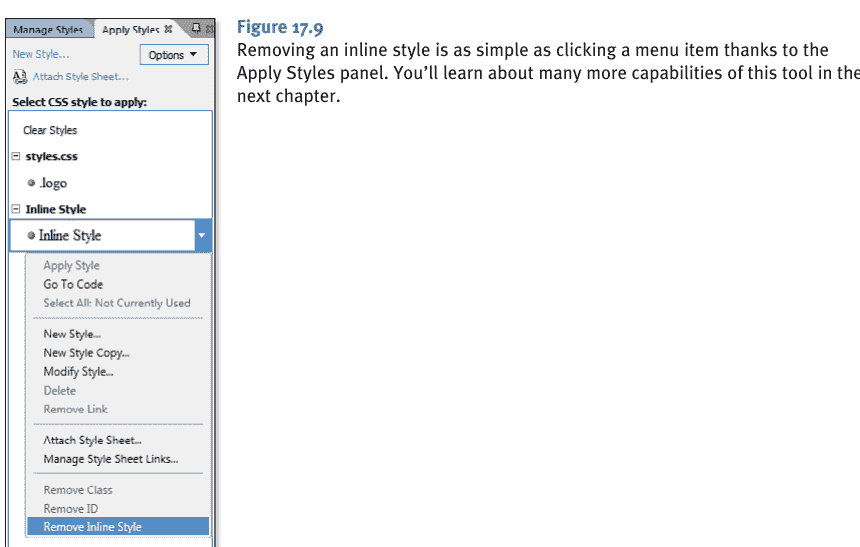 Manage Styles Apply Styles
New Style... Options
Attach Style Sheet...
Select CSS style to apply:
Clear Styles
styles.css
.logo
Inline Style
Inline Style
Apply Style
Go To Code
Select All: Not Currently Used
New Style...
New Style Copy...
Modify Style...
Delete
Remove Link
Attach Style Sheet...
Manage Style Sheet Links...
Remove Class
Remove ID
Remove Inline Style
Figure 17.9
Removing an inline style is as simple as clicking a menu item thanks to the
Apply Styles panel. You’ll learn about many more capabilities of this tool in the
next chapter.